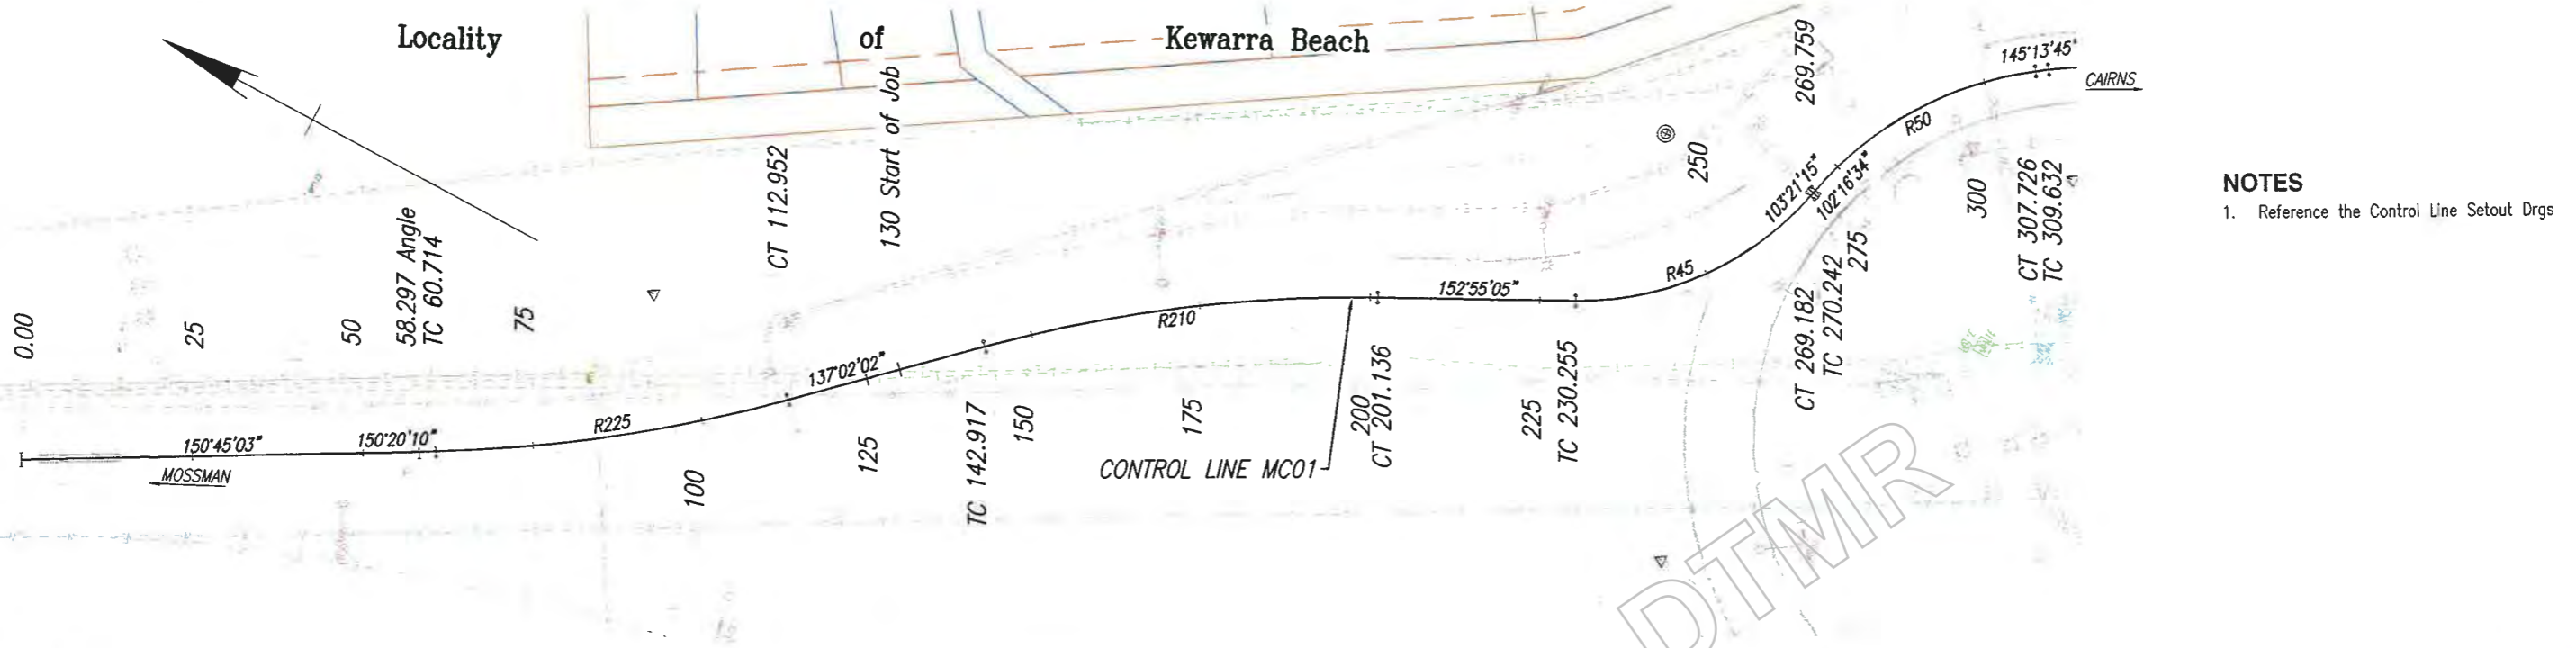 Locality of Kewarra Beach
0.00
25
50
58.297 Angle
TC 60.714
75
CT 112.952
130 Start of Job
250
269.759
145°13'45"
CAIRNS
R50
103°21'15"
102°16'34"
300
CT 307.726
TC 309.632
275
CT 269.182
TC 270.242
R45
152°55'05"
R210
137°02'02"
R225
150°45'03"
150°20'10"
MOSSMAN
100
125
TC 142.917
150
175
CONTROL LINE MC01
200
CT 201.136
225
TC 230.255
NOTES
1. Reference the Control Line Setout Drgs
DTMR